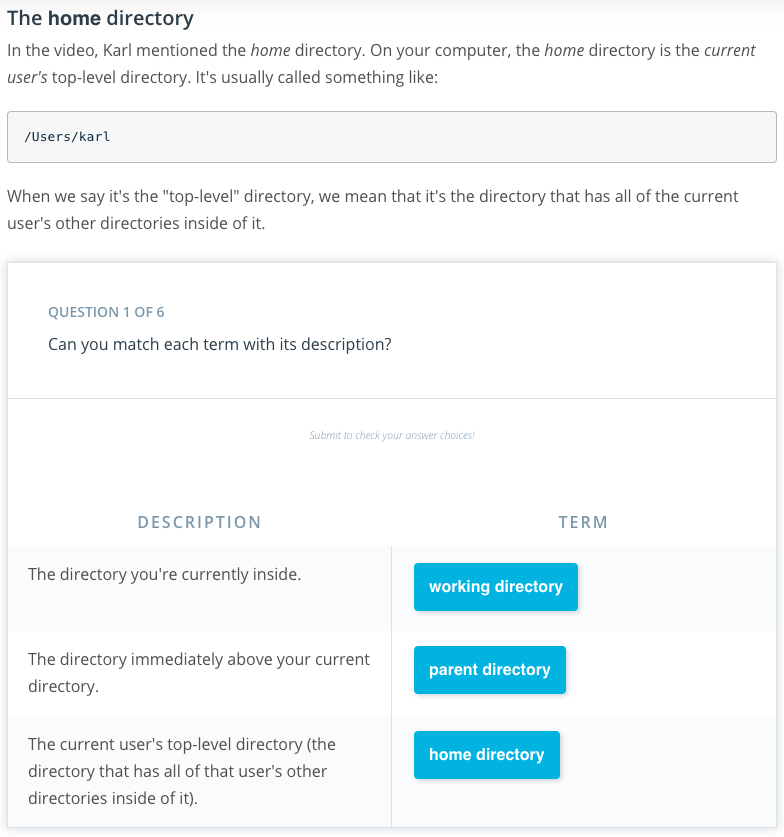 The home directory
In the video, Karl mentioned the home directory. On your computer, the home directory is the current
user's top-level directory. It's usually called something like:
/Users/karl
When we say it's the "top-level" directory, we mean that it's the directory that has all of the current
user's other directories inside of it.
QUESTION 1 OF 6
Can you match each term with its description?
Submit to check your answer choices!
DESCRIPTION
TERM
The directory you're currently inside.
working directory
The directory immediately above your current
directory.
parent directory
The current user's top-level directory (the
directory that has all of that user's other
directories inside of it).
home directory